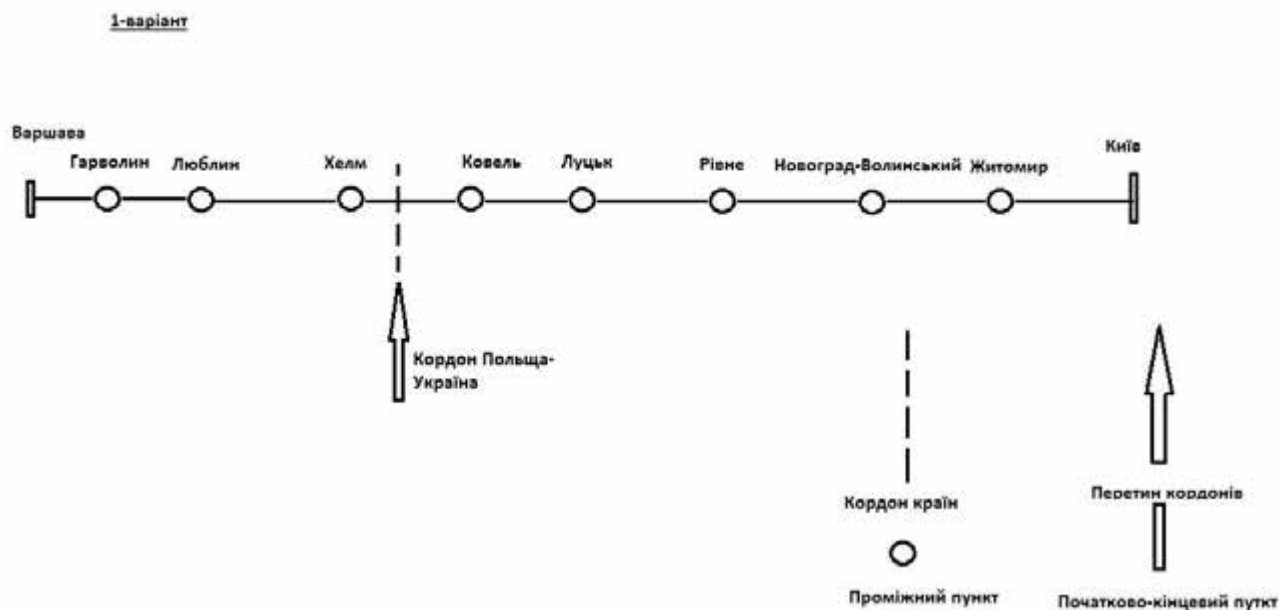 1-варіант
Варшава
Гарволин
Люблин
Хелм
Ковель
Луцьк
Рівне
Новоград-Волинський
Житомир
Київ
Кордон Польща-
Україна
Кордон країн
Перетин кордонів
Проміжний пункт
Початково-кінцевий путкт